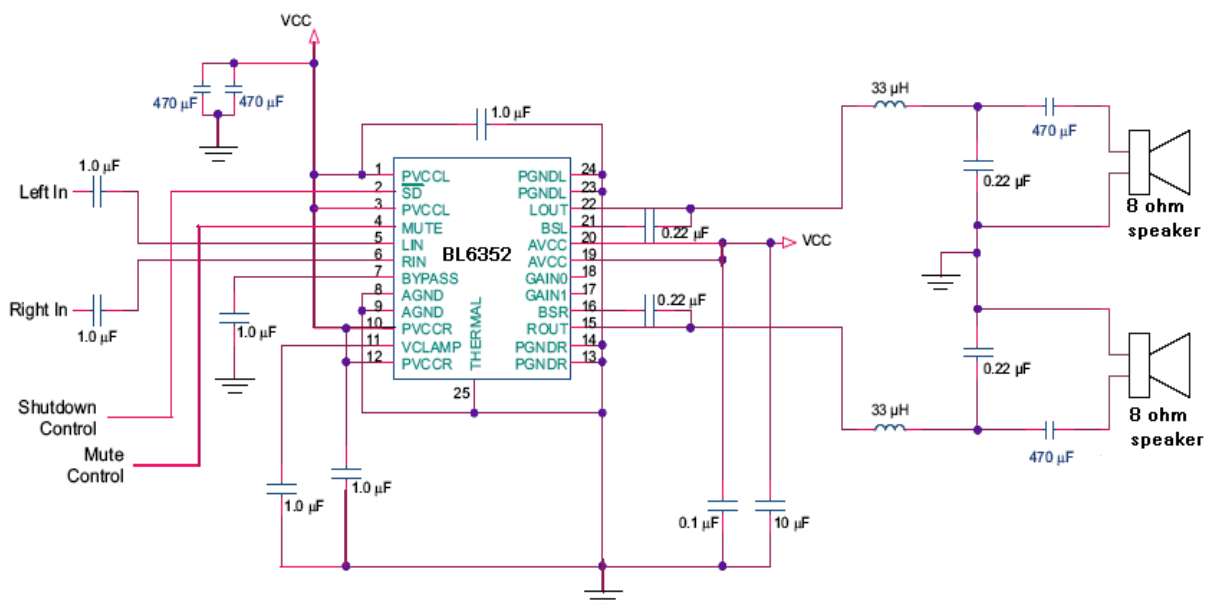 VCC
470 µF
470 µF
1.0 µF
33 µH
470 µF
1.0 µF
Left In
0.22 µF
8 ohm
speaker
1 PVCCL
2 SD
3 PVCCL
4 MUTE
5 LIN
6 RIN
7 BYPASS
8 AGND
9 AGND
10 PVCCR
11 VCLAMP
12 PVCCR
BL6352
THERMAL
25
PGNDL 24
PGNDL 23
LOUT 22
BSL 21
AVCC 20
AVCC 19
GAIN0 18
GAIN1 17
BSR 16
ROUT 15
PGNDR 14
PGNDR 13
0.22 µF
VCC
0.22 µF
Right In
1.0 µF
1.0 µF
0.22 µF
33 µH
8 ohm
speaker
470 µF
Shutdown
Control
Mute
Control
1.0 µF
1.0 µF
0.1 µF
10 µF